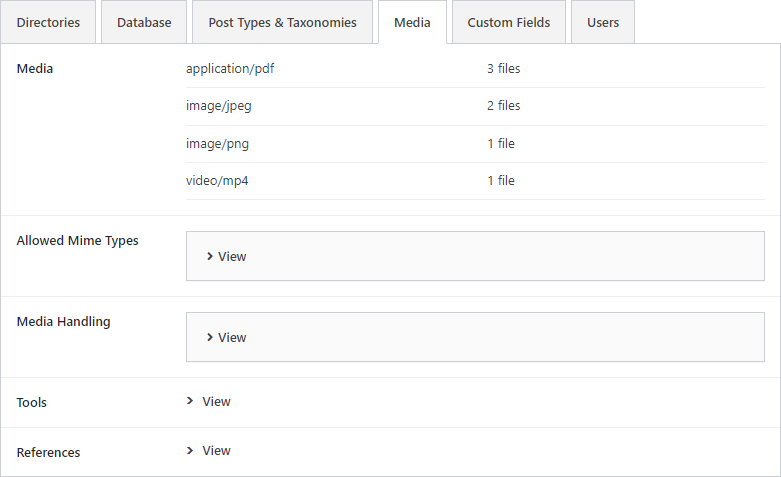 Directories Database Post Types & Taxonomies Media Custom Fields Users
Media application/pdf 3 files
image/jpeg 2 files
image/png 1 file
video/mp4 1 file
Allowed Mime Types View
Media Handling View
Tools View
References View